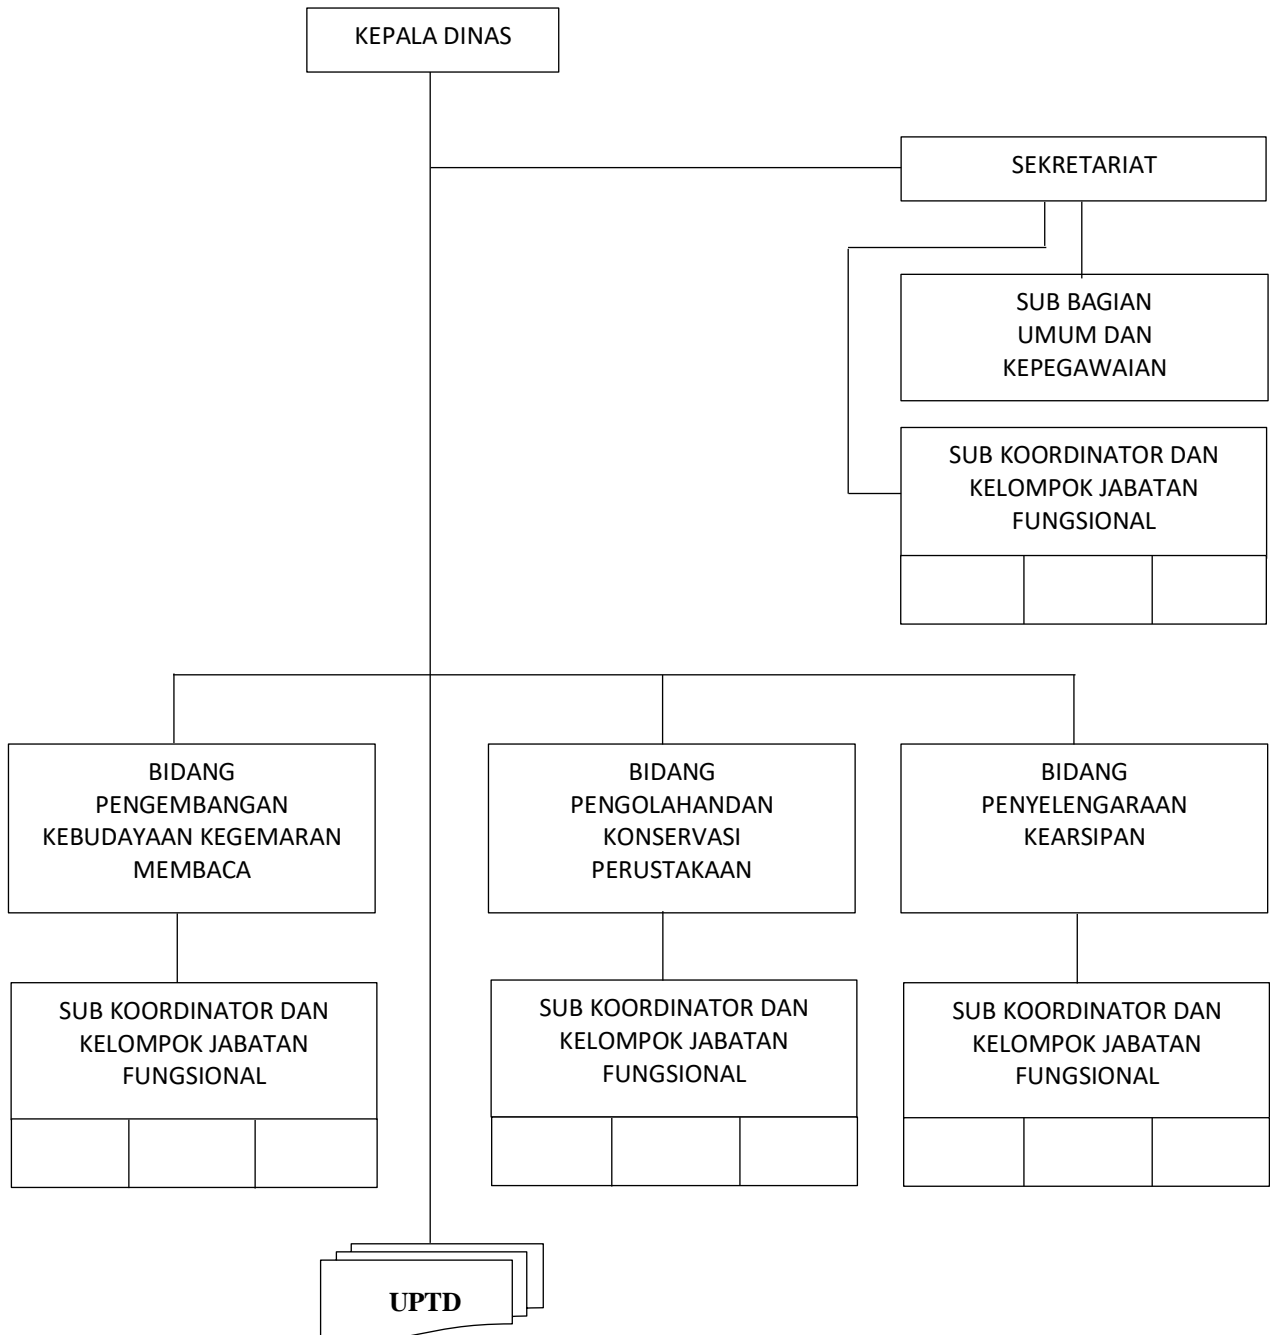 KEPALA DINAS
SEKRETARIAT
SUB BAGIAN
UMUM DAN
KEPEGAWAIAN
SUB KOORDINATOR DAN
KELOMPOK JABATAN
FUNGSIONAL
BIDANG
PENGEMBANGAN
KEBUDAYAAN KEGEMARAN
MEMBACA
BIDANG
PENGOLAHANDAN
KONSERVASI
PERUSTAKAAN
BIDANG
PENYELENGARAAN
KEARSIPAN
SUB KOORDINATOR DAN
KELOMPOK JABATAN
FUNGSIONAL
SUB KOORDINATOR DAN
KELOMPOK JABATAN
FUNGSIONAL
SUB KOORDINATOR DAN
KELOMPOK JABATAN
FUNGSIONAL
UPTD